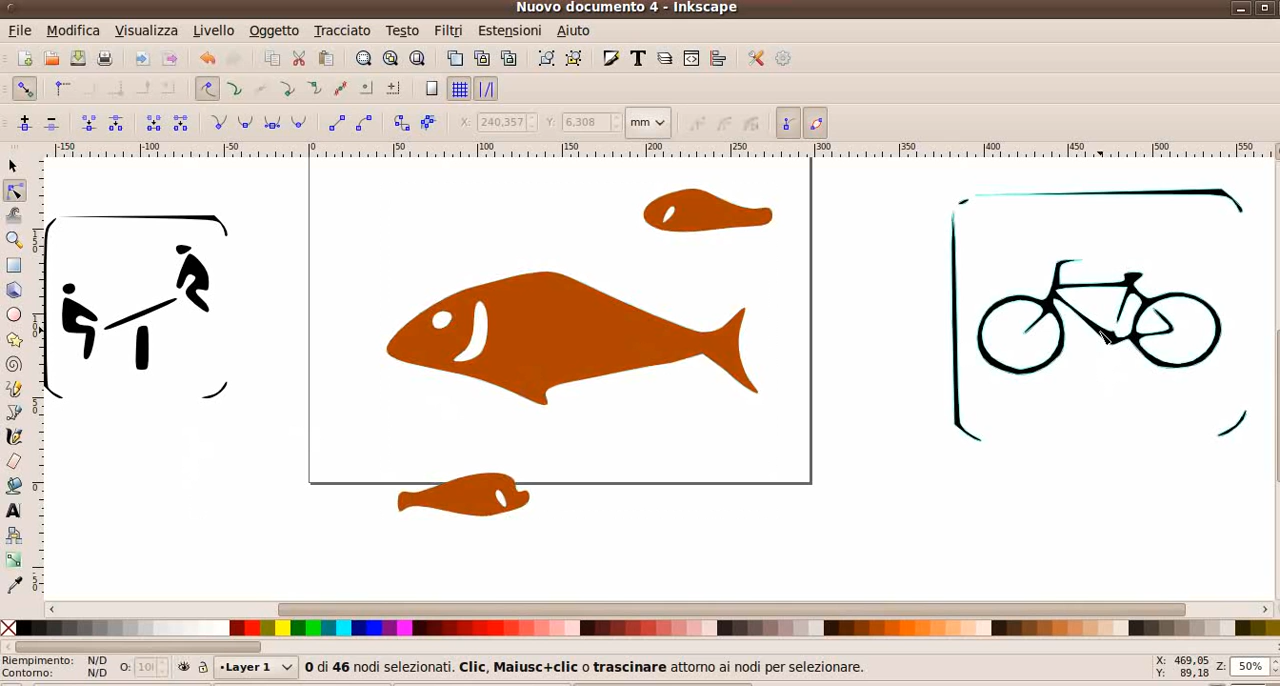 Nuovo documento 4 - Inkscape
File Modifica Visualizza Livello Oggetto Tracciato Testo Filtri Estensioni Aiuto
X: 240,357 Y: 6,308 mm
-150 -100 -50 0 50 100 150 200 250 300 350 400 450 500 550
Riempimento: N/D O: Layer 1 0 di 46 nodi selezionati. Clic, Maiusc+clic o trascinare attorno ai nodi per selezionare. X: 469,05 Z: 50%
Contorno: N/D Y: 89,18